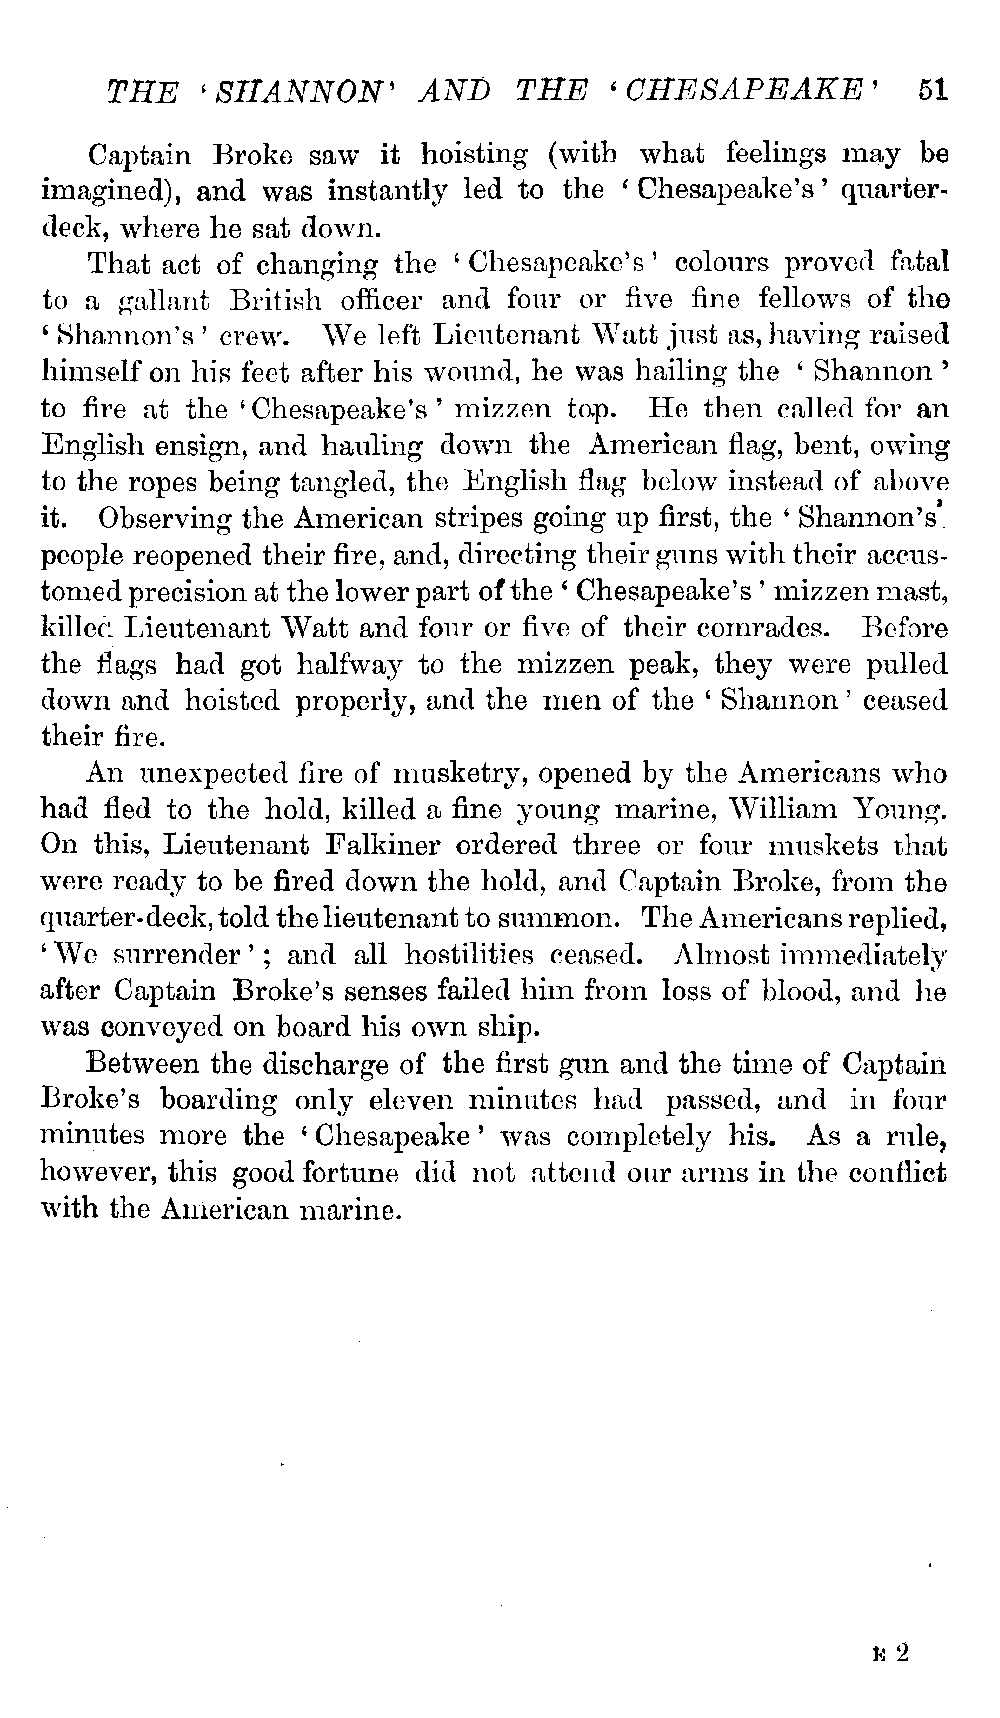 THE ‘SHANNON’ AND THE ‘CHESAPEAKE’ 51
Captain Broke saw it hoisting (with what feelings may be
imagined), and was instantly led to the ‘Chesapeake's’ quarter-
deck, where he sat down.
That act of changing the ‘Chesapeake's’ colours proved fatal
to a gallant British officer and four or five fine fellows of the
‘Shannon's’ crew. We left Lieutenant Watt just as, having raised
himself on his feet after his wound, he was hailing the ‘Shannon’
to fire at the ‘Chesapeake's’ mizzen top. He then called for an
English ensign, and hauling down the American flag, bent, owing
to the ropes being tangled, the English flag below instead of above
it. Observing the American stripes going up first, the ‘Shannon's’
people reopened their fire, and, directing their guns with their accus-
tomed precision at the lower part of the ‘Chesapeake's’ mizzen mast,
killed Lieutenant Watt and four or five of their comrades. Before
the flags had got halfway to the mizzen peak, they were pulled
down and hoisted properly, and the men of the ‘Shannon’ ceased
their fire.
An unexpected fire of musketry, opened by the Americans who
had fled to the hold, killed a fine young marine, William Young.
On this, Lieutenant Falkiner ordered three or four muskets that
were ready to be fired down the hold, and Captain Broke, from the
quarter-deck, told the lieutenant to summon. The Americans replied,
‘We surrender’; and all hostilities ceased. Almost immediately
after Captain Broke's senses failed him from loss of blood, and he
was conveyed on board his own ship.
Between the discharge of the first gun and the time of Captain
Broke's boarding only eleven minutes had passed, and in four
minutes more the ‘Chesapeake’ was completely his. As a rule,
however, this good fortune did not attend our arms in the conflict
with the American marine.
E 2